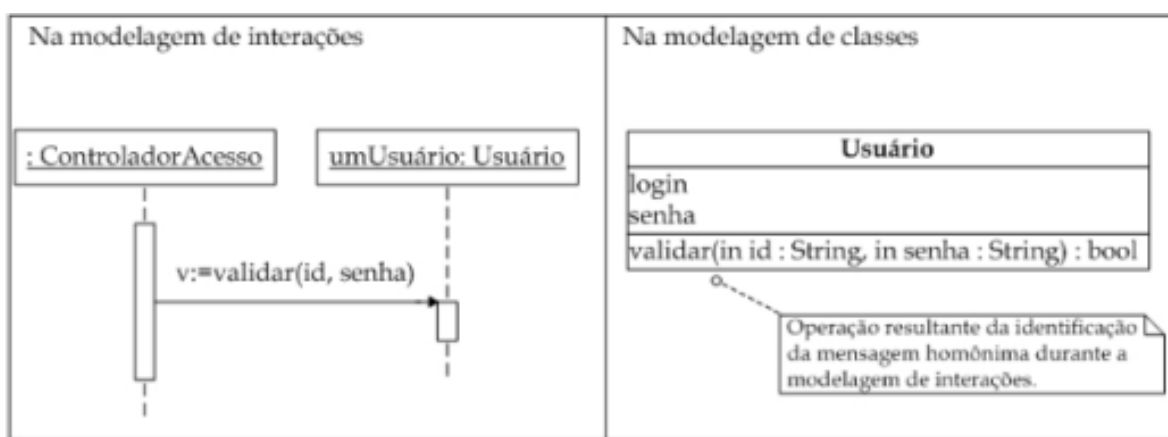 Na modelagem de interações
: ControladorAcesso
umUsuário: Usuário
v:=validar(id, senha)
Na modelagem de classes
Usuário
login
senha
validar(in id : String, in senha : String) : bool
Operação resultante da identificação
da mensagem homônima durante a
modelagem de interações.